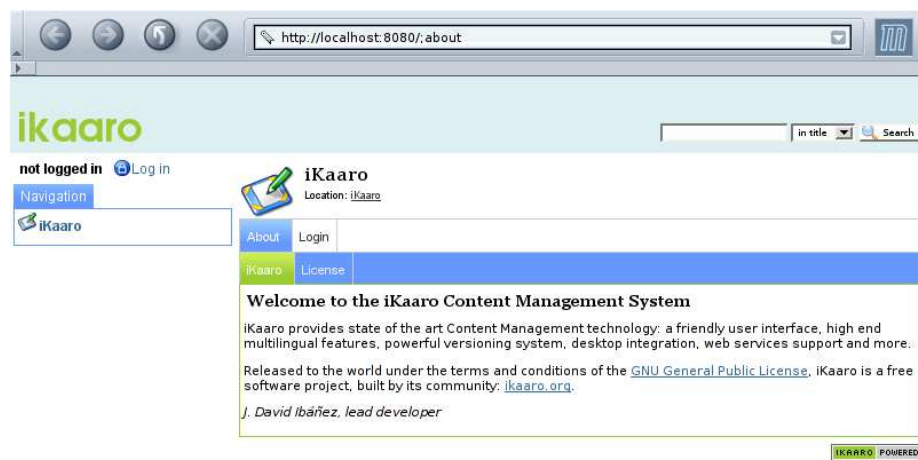 http://localhost:8080/;about
ikaaro
in title
Search
not logged in
Log in
Navigation
iKaaro
iKaaro
Location: iKaaro
About
Login
iKaaro
License
Welcome to the iKaaro Content Management System
iKaaro provides state of the art Content Management technology: a friendly user interface, high end
multilingual features, powerful versioning system, desktop integration, web services support and more.
Released to the world under the terms and conditions of the GNU General Public License, iKaaro is a free
software project, built by its community: ikaaro.org.
J. David Ibáñez, lead developer
IKAARO POWERED